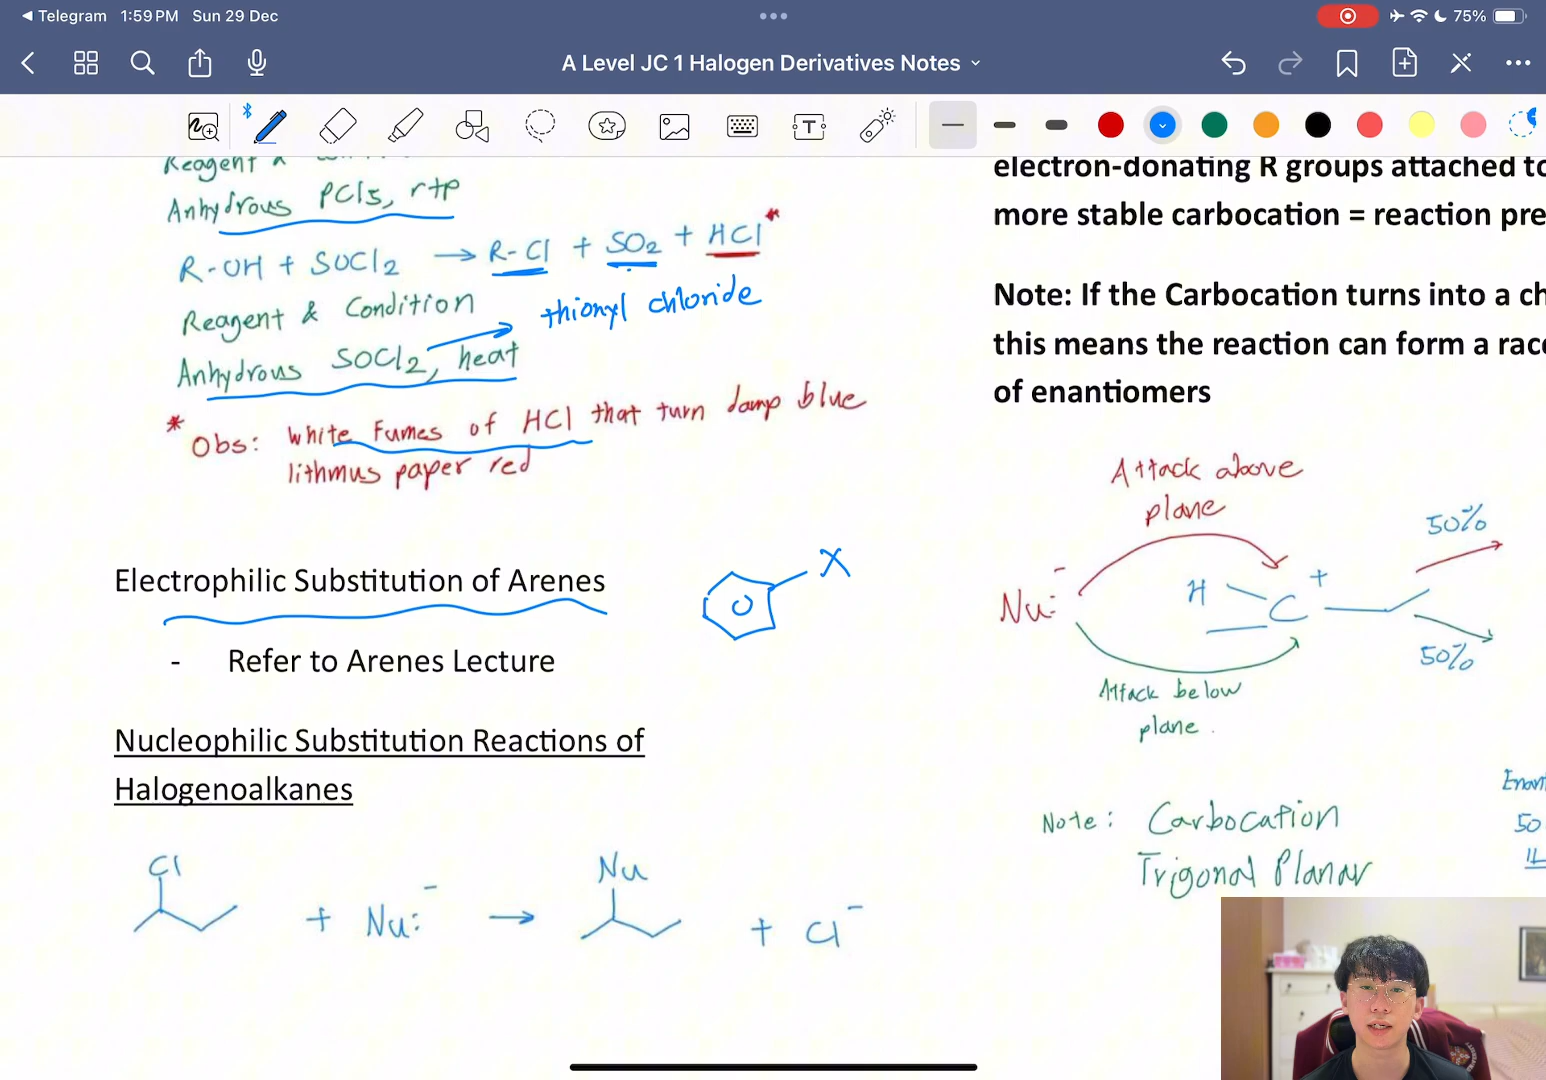 Telegram 1:59 PM Sun 29 Dec
75%
A Level JC 1 Halogen Derivatives Notes
Reagent &
Anhydrous PCl5, rtp
R-OH + SOCl2 → R-Cl + SO2 + HCl*
Reagent & Condition
thionyl chloride
Anhydrous SOCl2, heat
* Obs: White Fumes of HCl that turn damp blue
lithmus paper red
Electrophilic Substitution of Arenes
X
- Refer to Arenes Lecture
Nucleophilic Substitution Reactions of
Halogenoalkanes
Cl
Nu
+ Nu:⁻ → + Cl⁻
electron-donating R groups attached to
more stable carbocation = reaction pre
Note: If the Carbocation turns into a ch
this means the reaction can form a race
of enantiomers
Attack above
plane
50%
H C +
Nu:⁻
50%
Attack below
plane.
Enan
Note: Carbocation
50
Trigonal Planar